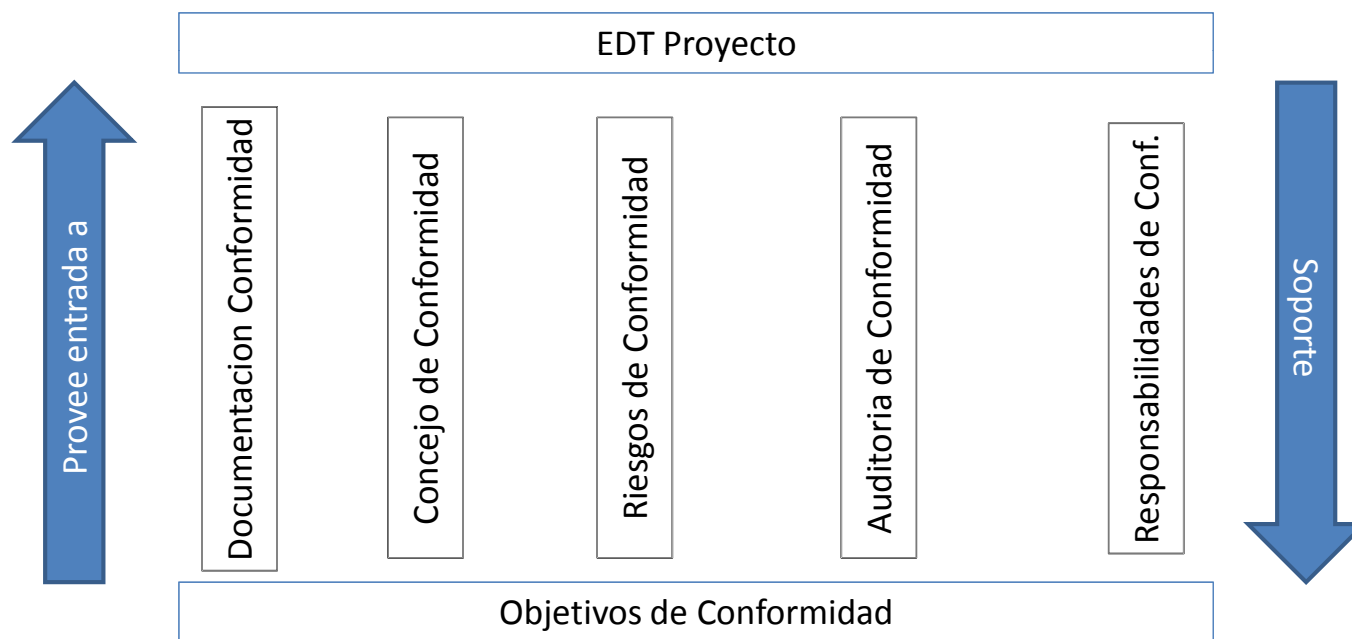 EDT Proyecto
Provee entrada a
Documentacion Conformidad
Concejo de Conformidad
Riesgos de Conformidad
Auditoria de Conformidad
Responsabilidades de Conf.
Soporte
Objetivos de Conformidad